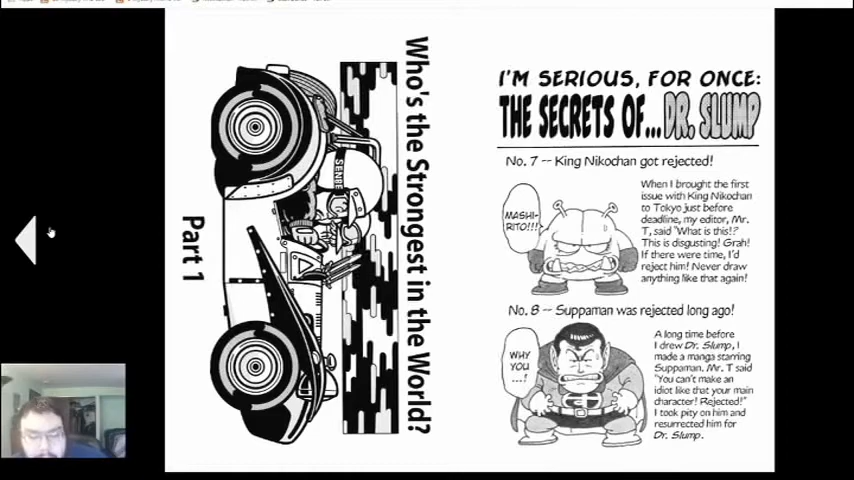 I'M SERIOUS, FOR ONCE:
THE SECRETS OF...DR. SLUMP
No. 7 -- King Nikochan got rejected!
MASHI-
RITO!!!
When I brought the first
issue with King Nikochan
to Tokyo just before
deadline, my editor, Mr.
T, said "What is this!?
This is disgusting! Grah!
If there were time, I'd
reject him! Never draw
anything like that again!
No. 8 -- Suppaman was rejected long ago!
WHY
YOU
...!
A long time before
I drew Dr. Slump, I
made a manga starring
Suppaman. Mr. T said
"You can't make an
idiot like that your main
character! Rejected!"
I took pity on him and
resurrected him for
Dr. Slump.
Who's the Strongest in the World?
Part 1
SENBE